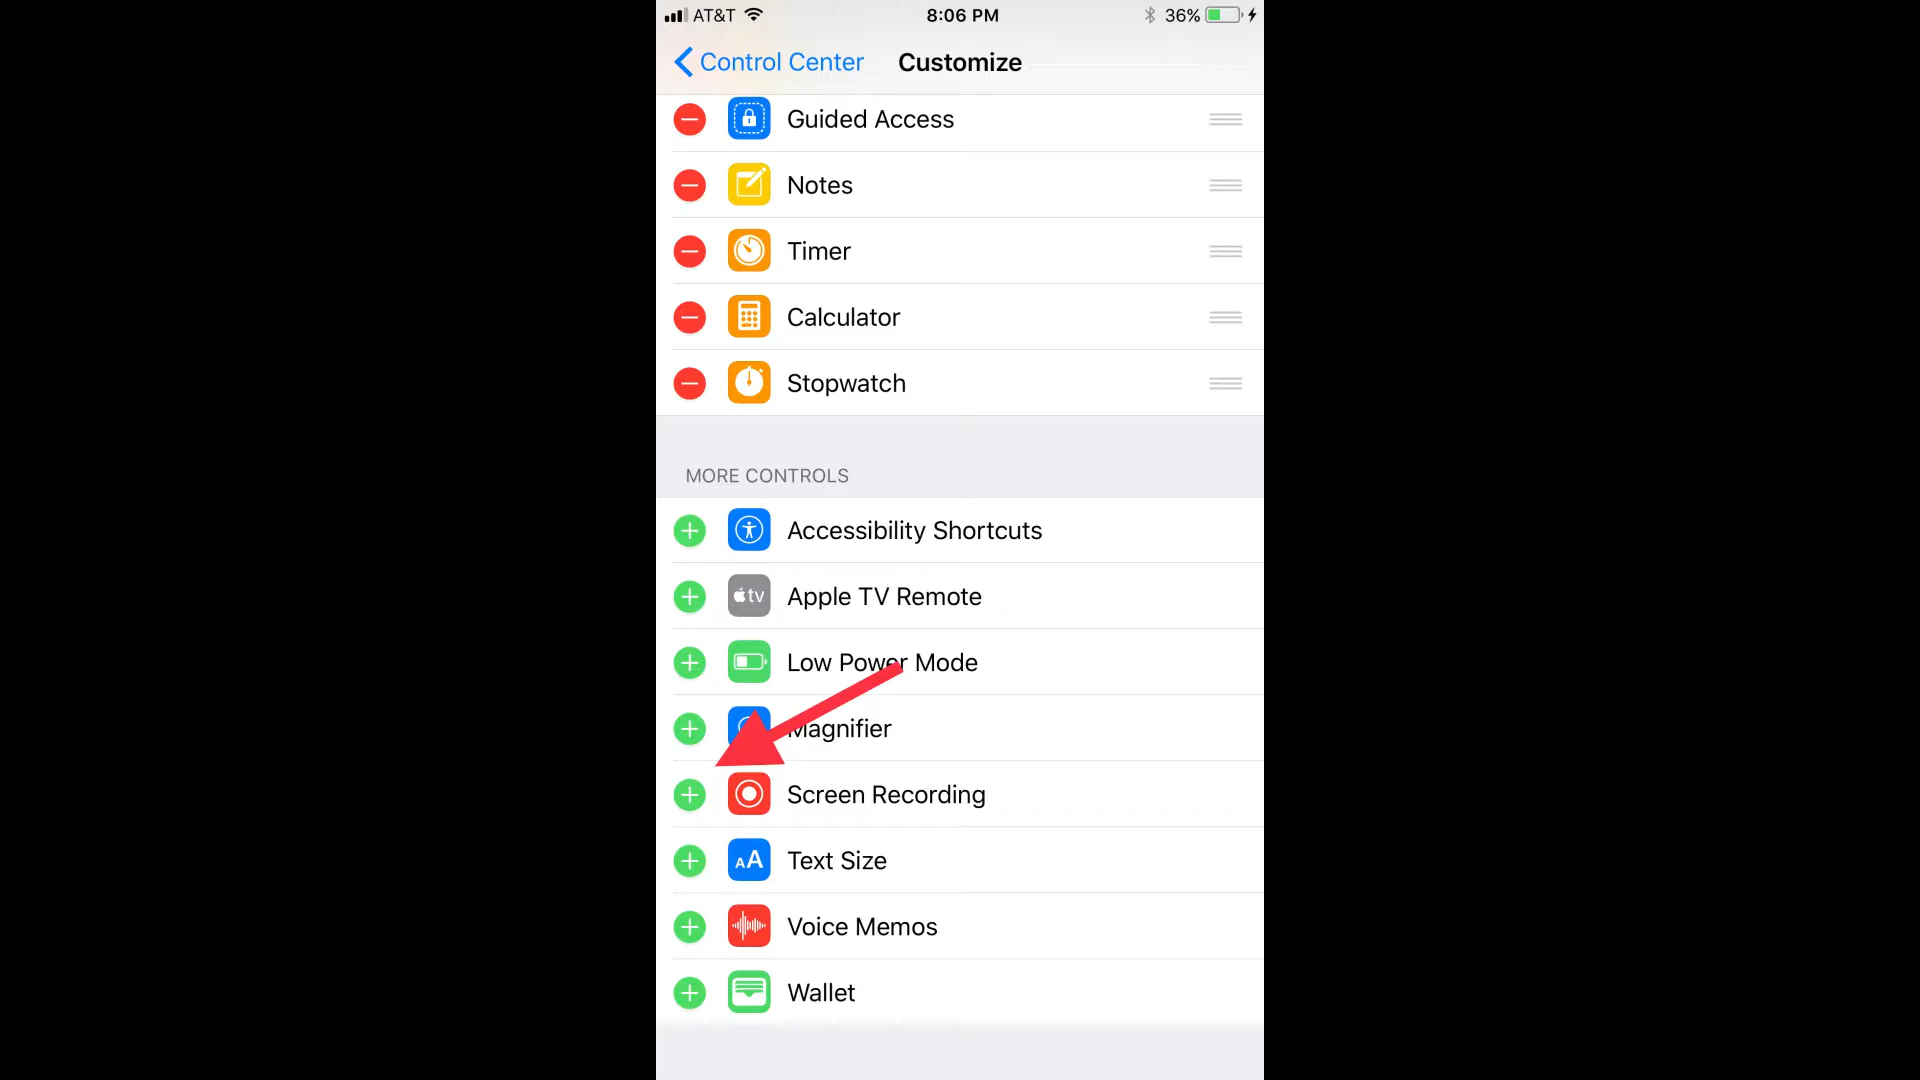 AT&T 8:06 PM 36%
Control Center Customize
Guided Access
Notes
Timer
Calculator
Stopwatch
MORE CONTROLS
Accessibility Shortcuts
tv Apple TV Remote
Low Power Mode
Magnifier
Screen Recording
AA Text Size
Voice Memos
Wallet